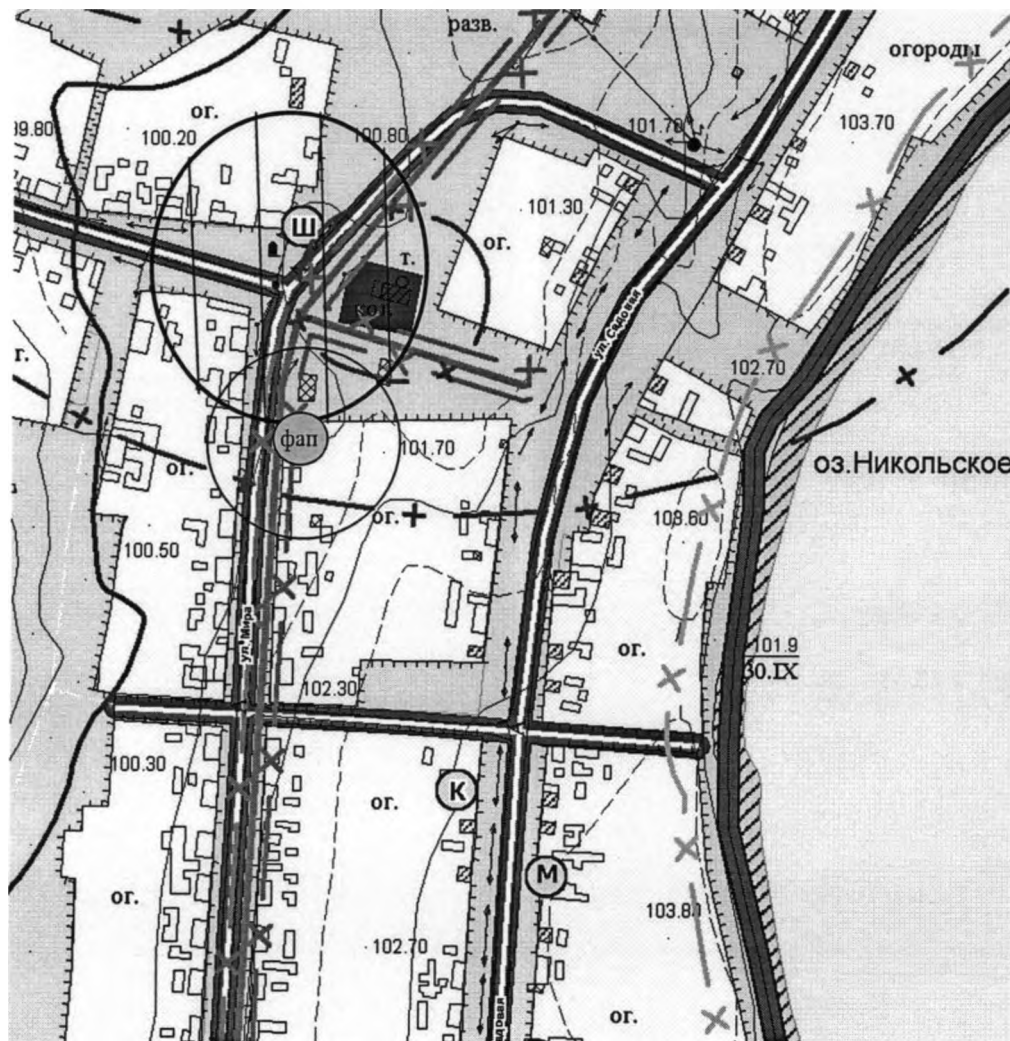 разв.
огороды
ог.
100.20
100.80
101.70
103.70
Ш
101.30
ог.
т.
ул. Садовая
102.70
г.
фап
101.70
ог.
оз.Никольское
ог.
103.60
100.50
ул. Мира
ог.
101.9
30.IX
102.30
100.30
К
ог.
М
ог.
103.80
102.70
ог.